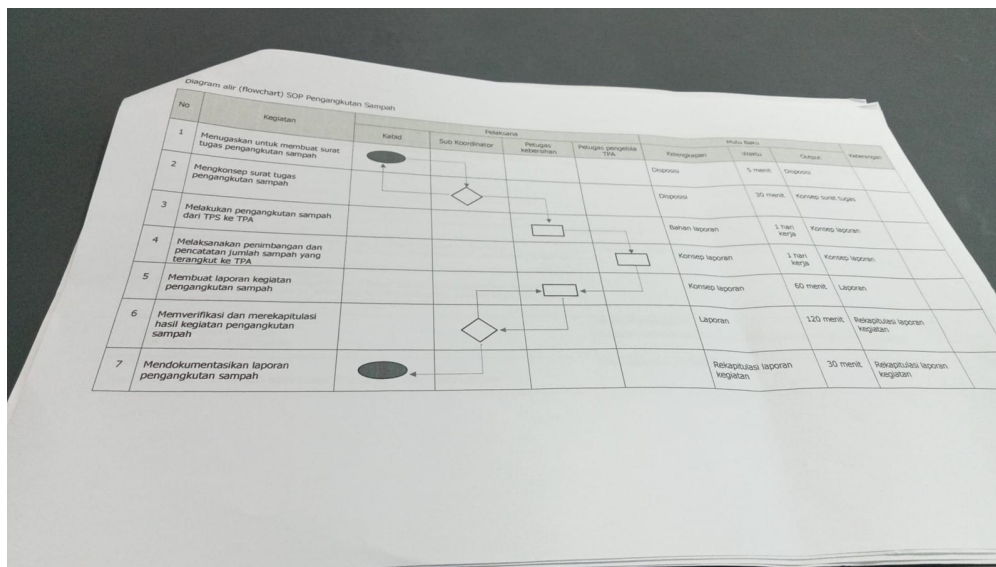 Diagram alir (flowchart) SOP Pengangkutan Sampah
No Kegiatan Pelaksana Mutu Baku
Kabid Sub Koordinator Petugas kebersihan Petugas pengelola TPA Kelengkapan Waktu Output Keterangan
1 Menugaskan untuk membuat surat
tugas pengangkutan sampah
Disposisi 5 menit Disposisi
2 Mengkonsep surat tugas
pengangkutan sampah
Disposisi 30 menit Konsep surat tugas
3 Melakukan pengangkutan sampah
dari TPS ke TPA
Bahan laporan 1 hari
kerja
Konsep laporan
4 Melaksanakan penimbangan dan
pencatatan jumlah sampah yang
terangkut ke TPA
Konsep laporan 1 hari
kerja
Konsep laporan
5 Membuat laporan kegiatan
pengangkutan sampah
Konsep laporan 60 menit Laporan
6 Memverifikasi dan merekapitulasi
hasil kegiatan pengangkutan
sampah
Laporan 120 menit Rekapitulasi laporan
kegiatan
7 Mendokumentasikan laporan
pengangkutan sampah
Rekapitulasi laporan
kegiatan
30 menit Rekapitulasi laporan
kegiatan